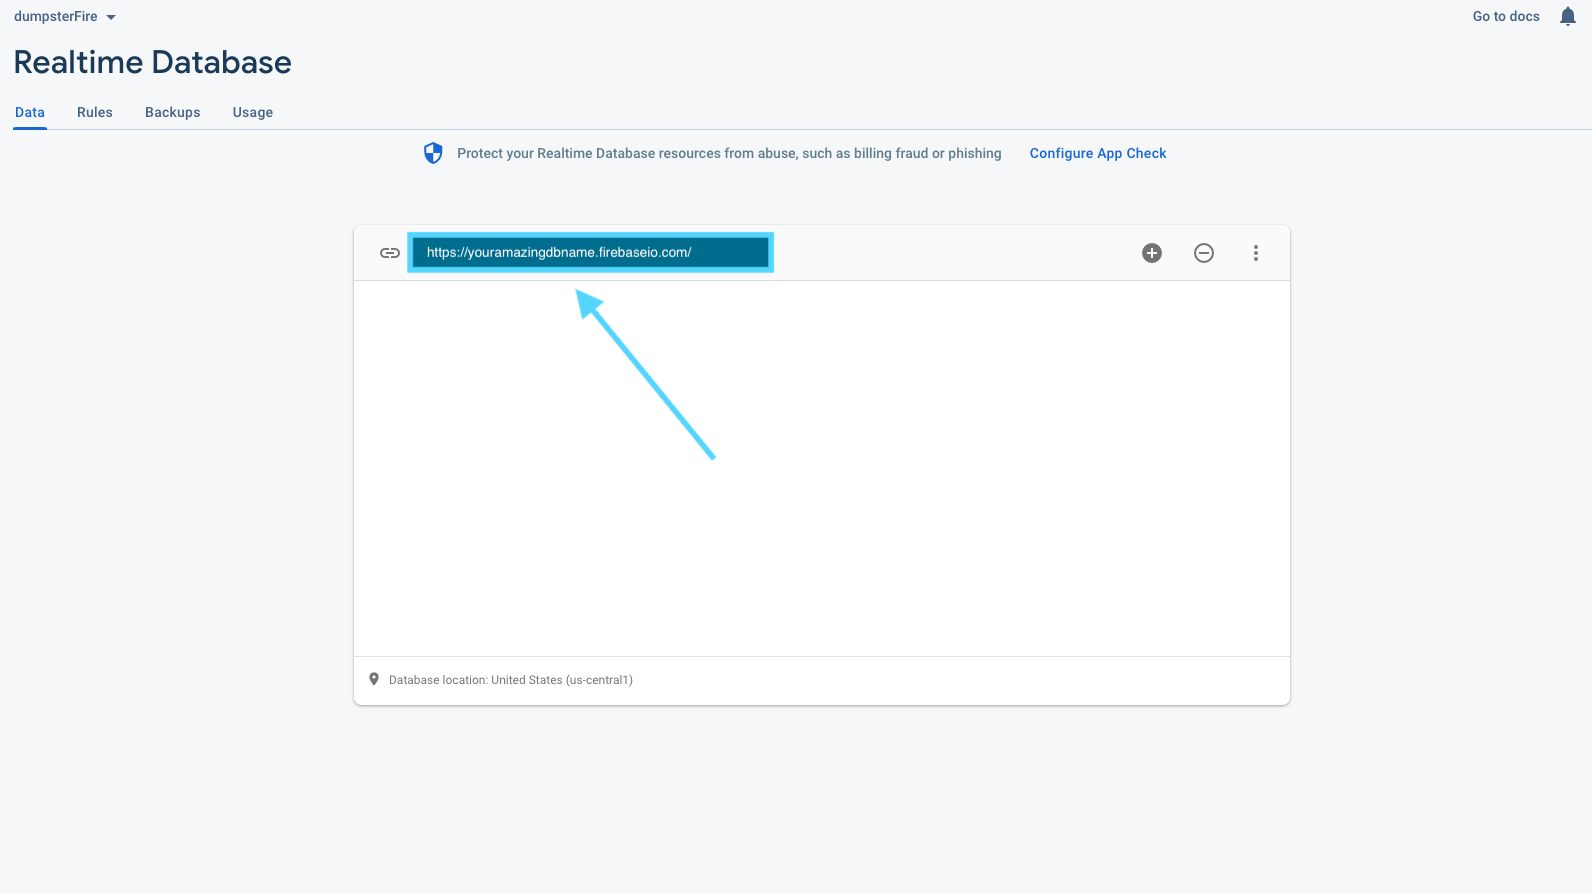 dumpsterFire
Go to docs
Realtime Database
Data Rules Backups Usage
Protect your Realtime Database resources from abuse, such as billing fraud or phishing Configure App Check
https://youramazingdbname.firebaseio.com/
Database location: United States (us-central1)